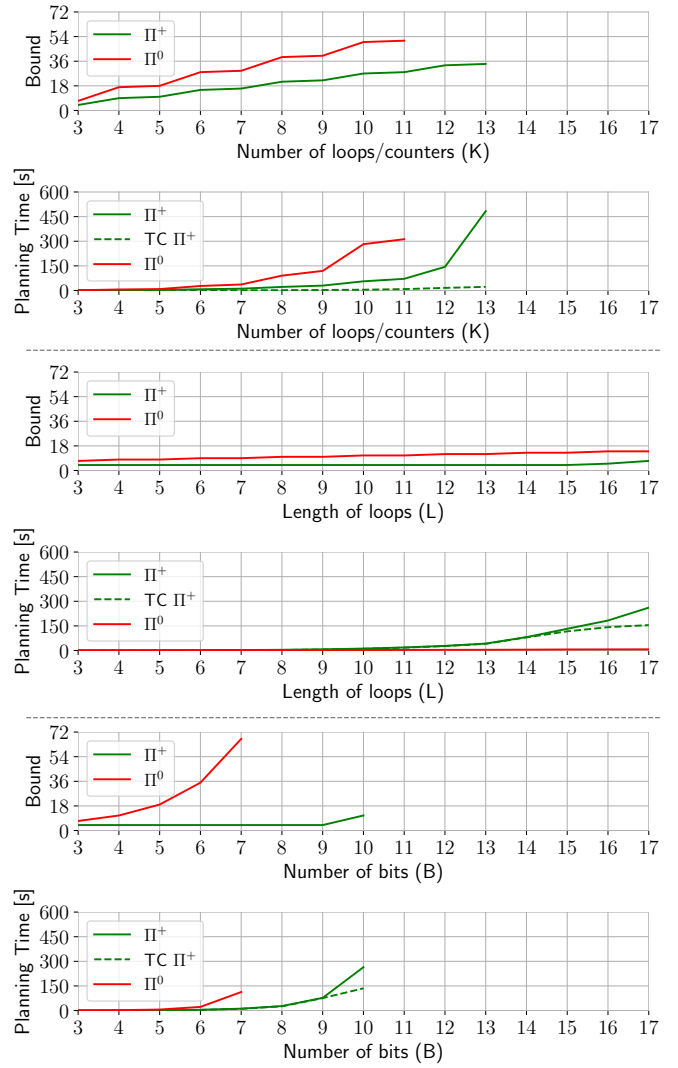 72
54
36
18
0
Bound
Π⁺
Π⁰
3 4 5 6 7 8 9 10 11 12 13 14 15 16 17
Number of loops/counters (K)
600
450
300
150
0
Planning Time [s]
Π⁺
TC Π⁺
Π⁰
3 4 5 6 7 8 9 10 11 12 13 14 15 16 17
Number of loops/counters (K)
72
54
36
18
0
Bound
Π⁺
Π⁰
3 4 5 6 7 8 9 10 11 12 13 14 15 16 17
Length of loops (L)
600
450
300
150
0
Planning Time [s]
Π⁺
TC Π⁺
Π⁰
3 4 5 6 7 8 9 10 11 12 13 14 15 16 17
Length of loops (L)
72
54
36
18
0
Bound
Π⁺
Π⁰
3 4 5 6 7 8 9 10 11 12 13 14 15 16 17
Number of bits (B)
600
450
300
150
0
Planning Time [s]
Π⁺
TC Π⁺
Π⁰
3 4 5 6 7 8 9 10 11 12 13 14 15 16 17
Number of bits (B)